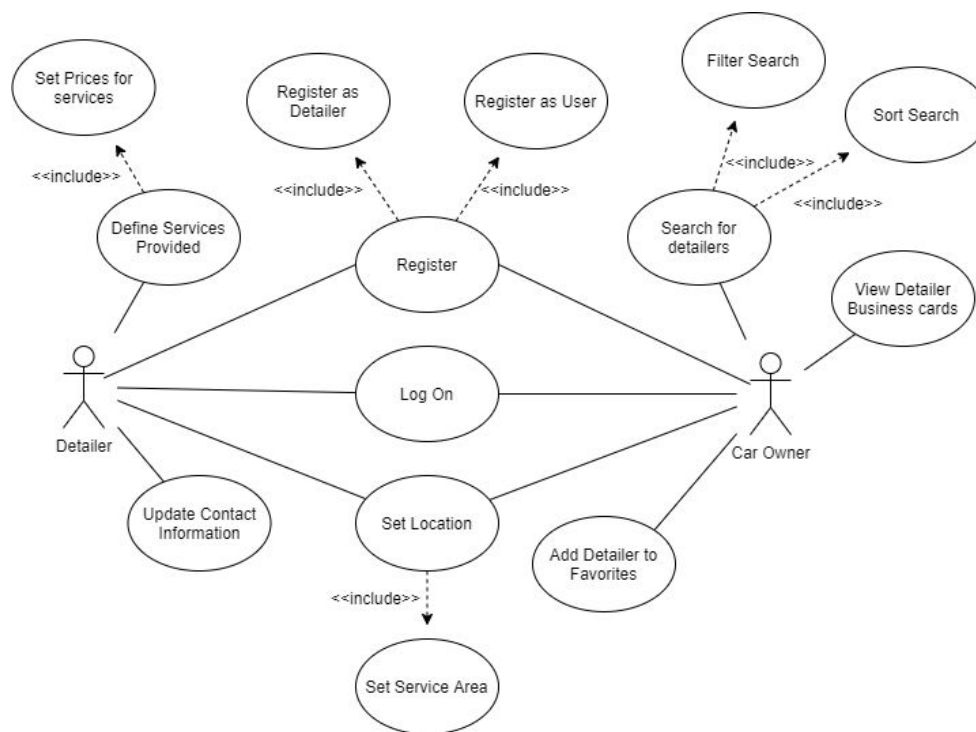 Filter Search
Set Prices for
services
Register as
Detailer
Register as User
Sort Search
<<include>>
<<include>>
<<include>>
<<include>>
<<include>>
Define Services
Provided
Register
Search for
detailers
View Detailer
Business cards
Log On
Detailer
Car Owner
Update Contact
Information
Set Location
Add Detailer to
Favorites
<<include>>
Set Service Area